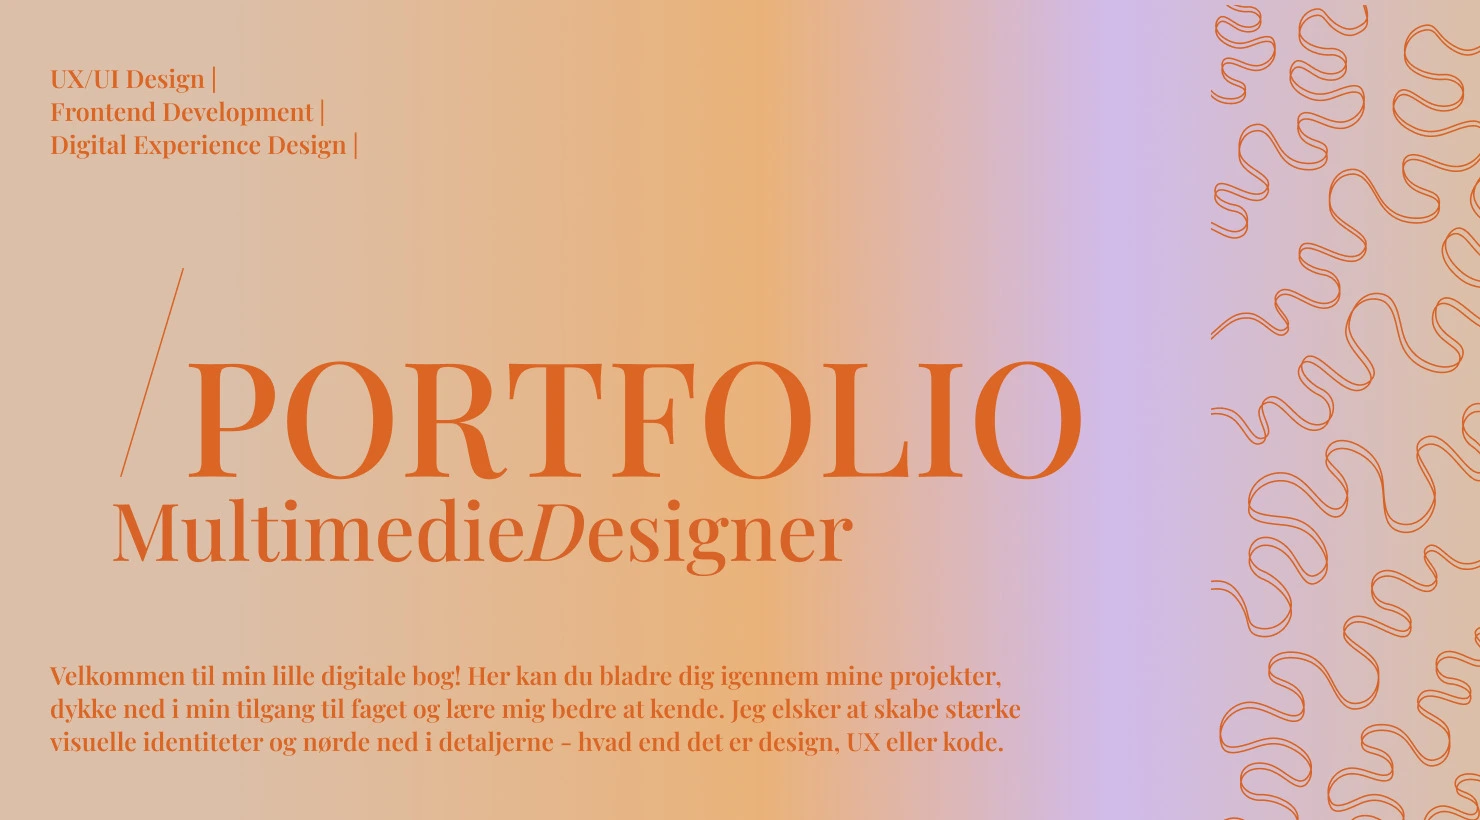 UX/UI Design |
Frontend Development |
Digital Experience Design |
/PORTFOLIO
MultimedieDesigner
Velkommen til min lille digitale bog! Her kan du bladre dig igennem mine projekter,
dykke ned i min tilgang til faget og lære mig bedre at kende. Jeg elsker at skabe stærke
visuelle identiteter og nørde ned i detaljerne - hvad end det er design, UX eller kode.